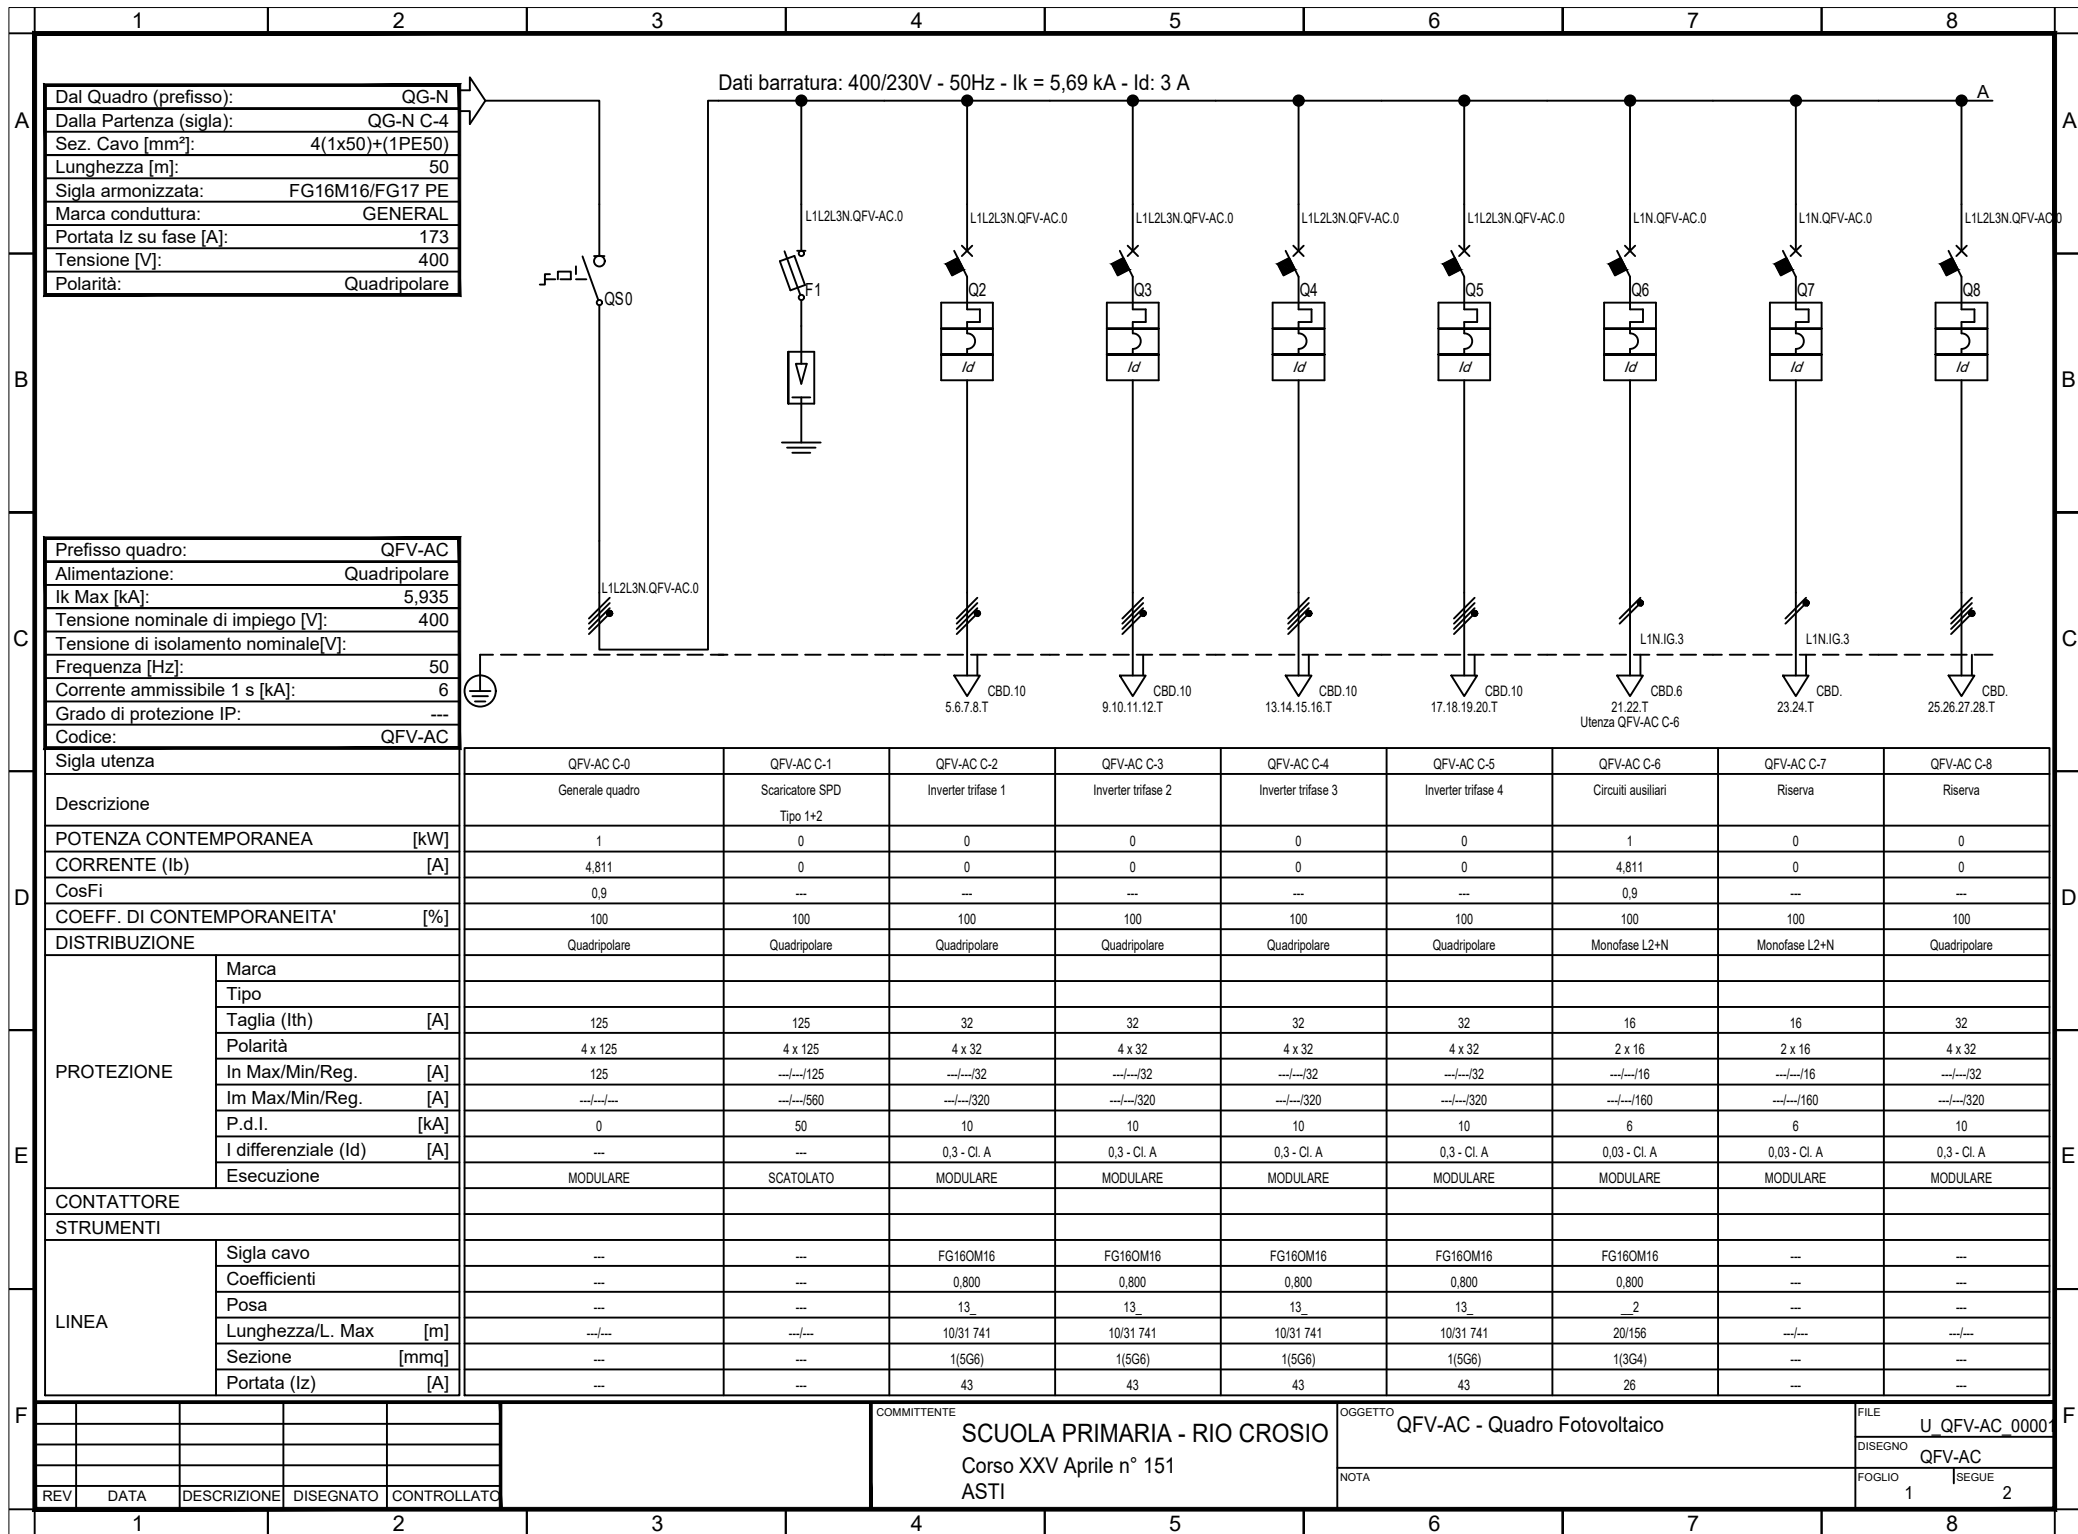 1 2 3 4 5 6 7 8
Dati barratura: 400/230V - 50Hz - Ik = 5,69 kA - Id: 3 A
A
A A
Dal Quadro (prefisso): QG-N
Dalla Partenza (sigla): QG-N C-4
Sez. Cavo [mm²]: 4(1x50)+(1PE50)
Lunghezza [m]: 50
Sigla armonizzata: FG16M16/FG17 PE
Marca conduttura: GENERAL
Portata Iz su fase [A]: 173
Tensione [V]: 400
Polarità: Quadripolare
L1L2L3N.QFV-AC.0 L1L2L3N.QFV-AC.0 L1L2L3N.QFV-AC.0 L1L2L3N.QFV-AC.0 L1L2L3N.QFV-AC.0 L1N.QFV-AC.0 L1N.QFV-AC.0 L1L2L3N.QFV-AC.0
QS0 F1 Q2 Q3 Q4 Q5 Q6 Q7 Q8
Id Id Id Id Id Id Id
B B
Prefisso quadro: QFV-AC
Alimentazione: Quadripolare
Ik Max [kA]: 5,935
Tensione nominale di impiego [V]: 400
Tensione di isolamento nominale[V]:
Frequenza [Hz]: 50
Corrente ammissibile 1 s [kA]: 6
Grado di protezione IP: ---
Codice: QFV-AC
L1L2L3N.QFV-AC.0
C C
L1N.IG.3 L1N.IG.3
CBD.10 CBD.10 CBD.10 CBD.10 CBD.6 CBD. CBD.
5.6.7.8.T 9.10.11.12.T 13.14.15.16.T 17.18.19.20.T 21.22.T 23.24.T 25.26.27.28.T
Utenza QFV-AC C-6
Sigla utenza QFV-AC C-0 QFV-AC C-1 QFV-AC C-2 QFV-AC C-3 QFV-AC C-4 QFV-AC C-5 QFV-AC C-6 QFV-AC C-7 QFV-AC C-8
Descrizione Generale quadro Scaricatore SPD Inverter trifase 1 Inverter trifase 2 Inverter trifase 3 Inverter trifase 4 Circuiti ausiliari Riserva Riserva
Tipo 1+2
POTENZA CONTEMPORANEA [kW] 1 0 0 0 0 0 1 0 0
CORRENTE (Ib) [A] 4,811 0 0 0 0 0 4,811 0 0
CosFi 0,9 --- --- --- --- --- 0,9 --- ---
D D
COEFF. DI CONTEMPORANEITA' [%] 100 100 100 100 100 100 100 100 100
DISTRIBUZIONE Quadripolare Quadripolare Quadripolare Quadripolare Quadripolare Quadripolare Monofase L2+N Monofase L2+N Quadripolare
PROTEZIONE
Marca
Tipo
Taglia (Ith) [A] 125 125 32 32 32 32 16 16 32
Polarità 4 x 125 4 x 125 4 x 32 4 x 32 4 x 32 4 x 32 2 x 16 2 x 16 4 x 32
In Max/Min/Reg. [A] 125 ---/---/125 ---/---/32 ---/---/32 ---/---/32 ---/---/32 ---/---/16 ---/---/16 ---/---/32
Im Max/Min/Reg. [A] ---/---/--- ---/---/560 ---/---/320 ---/---/320 ---/---/320 ---/---/320 ---/---/160 ---/---/160 ---/---/320
P.d.I. [kA] 0 50 10 10 10 10 6 6 10
I differenziale (Id) [A] --- --- 0,3 - Cl. A 0,3 - Cl. A 0,3 - Cl. A 0,3 - Cl. A 0,03 - Cl. A 0,03 - Cl. A 0,3 - Cl. A
E E
Esecuzione MODULARE SCATOLATO MODULARE MODULARE MODULARE MODULARE MODULARE MODULARE MODULARE
CONTATTORE
STRUMENTI
LINEA
Sigla cavo --- --- FG16OM16 FG16OM16 FG16OM16 FG16OM16 FG16OM16 --- ---
Coefficienti --- --- 0,800 0,800 0,800 0,800 0,800 --- ---
Posa --- --- 13_ 13_ 13_ 13_ __2 --- ---
Lunghezza/L. Max [m] ---/--- ---/--- 10/31 741 10/31 741 10/31 741 10/31 741 20/156 ---/--- ---/---
Sezione [mmq] --- --- 1(5G6) 1(5G6) 1(5G6) 1(5G6) 1(3G4) --- ---
Portata (Iz) [A] --- --- 43 43 43 43 26 --- ---
F F
REV DATA DESCRIZIONE DISEGNATO CONTROLLATO
COMMITTENTE
SCUOLA PRIMARIA - RIO CROSIO
Corso XXV Aprile n° 151
ASTI
OGGETTO QFV-AC - Quadro Fotovoltaico
NOTA
FILE U_QFV-AC_00001
DISEGNO QFV-AC
FOGLIO 1 SEGUE 2
1 2 3 4 5 6 7 8